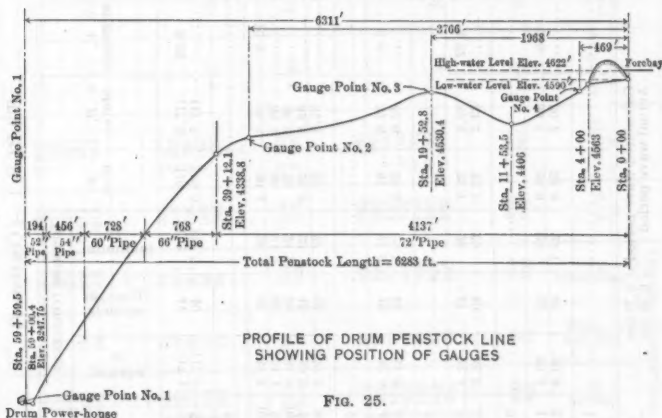 6311'
3766'
1968'
469'
High-water Level Elev. 4622'
Forebay
Low-water Level Elev. 4590'
Gauge Point No. 1
Gauge Point No. 3
Gauge Point
No. 4
Gauge Point No. 2
Sta. 39 + 12.1
Elev. 4338.8
Sta. 19 + 52.8
Elev. 4530.4
Sta. 11 + 53.5
Elev. 4406
Sta. 4 + 00
Elev. 4563
Sta. 0 + 00
194'
456'
728'
768'
4137'
52"
Pipe
54"
Pipe
60"Pipe
66"Pipe
72"Pipe
Total Penstock Length = 6283 ft.
Sta. 59 + 59.5
Elev. 3247.75
PROFILE OF DRUM PENSTOCK LINE
SHOWING POSITION OF GAUGES
Gauge Point No. 1
Drum Power-house
FIG. 25.